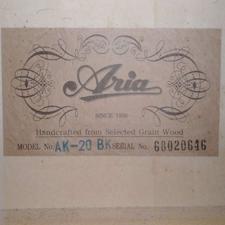 Aria
SINCE 1956
Handcrafted from Selected Grain Wood
MODEL No. AK-20 BK SERIAL No. 60020646